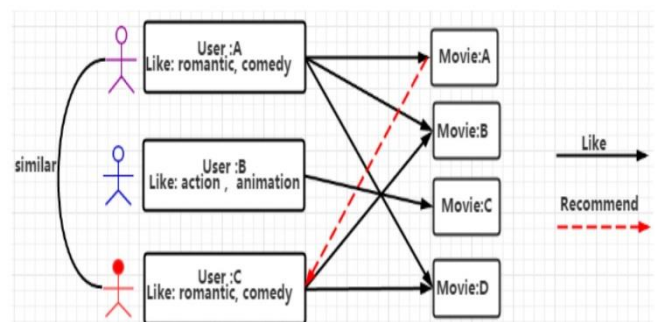 User :A
Like: romantic, comedy
Movie:A
Movie:B
Like
similar
User :B
Like: action , animation
Movie:C
Recommend
User :C
Like: romantic, comedy
Movie:D